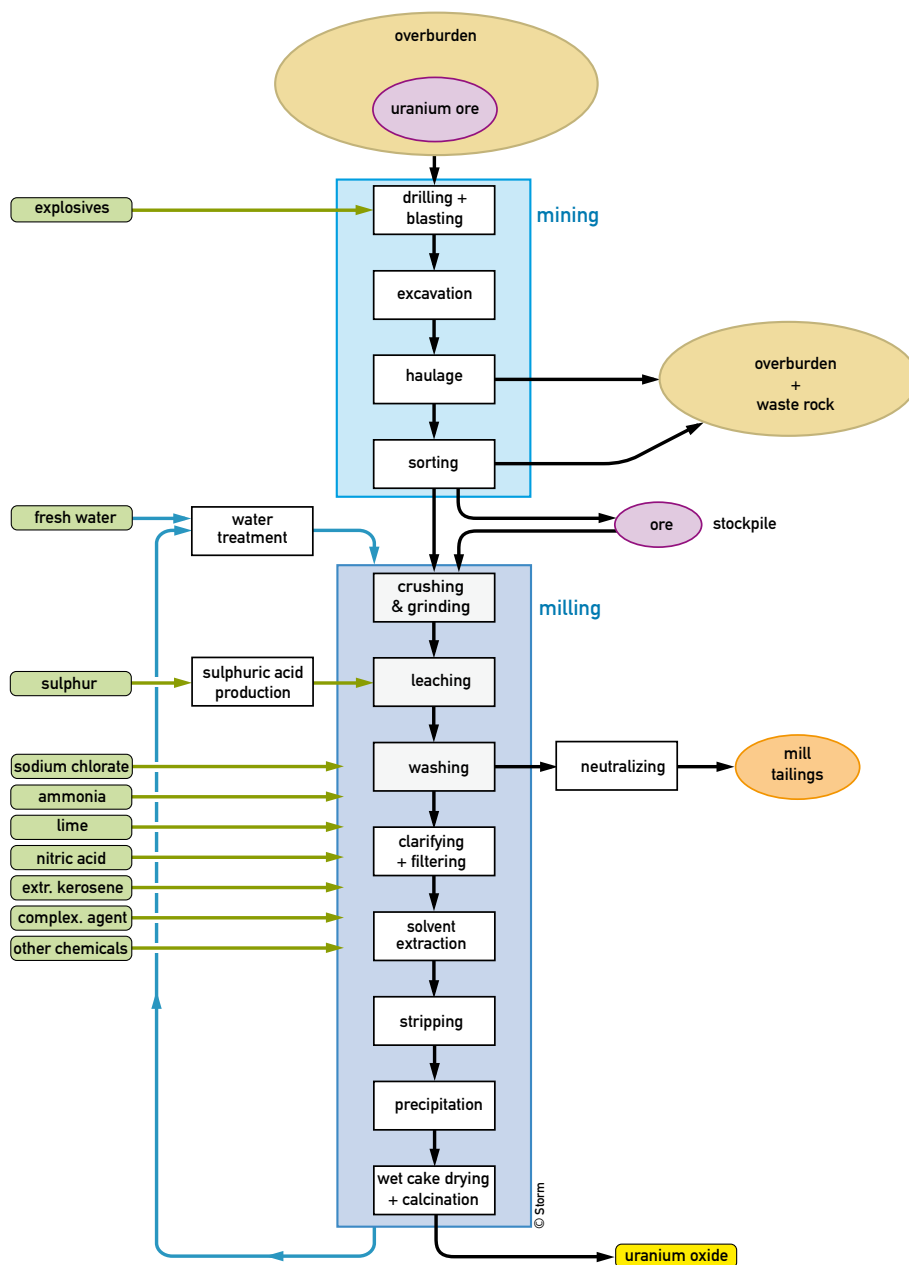 overburden
uranium ore
explosives
drilling +
blasting
mining
excavation
haulage
overburden
+
waste rock
sorting
fresh water
water
treatment
ore
stockpile
crushing
& grinding
milling
sulphur
sulphuric acid
production
leaching
sodium chlorate
washing
neutralizing
mill
tailings
ammonia
lime
nitric acid
clarifying
+ filtering
extr. kerosene
complex. agent
other chemicals
solvent
extraction
stripping
precipitation
wet cake drying
+ calcination
© Storm
uranium oxide